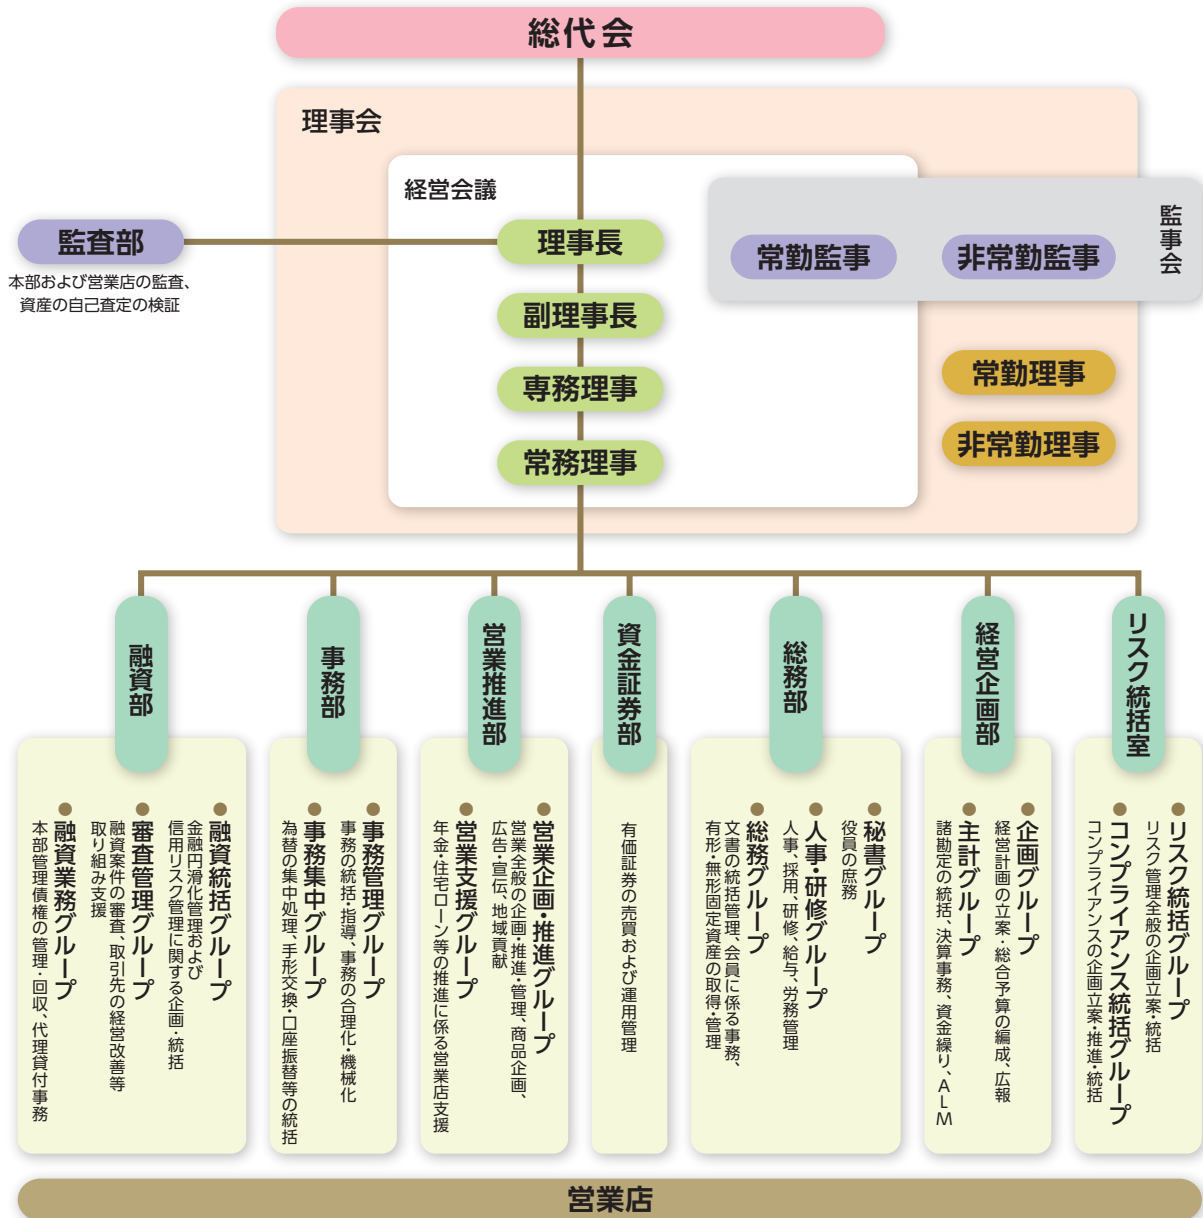 総代会
理事会
経営会議
監事会
監査部
本部および営業店の監査、
資産の自己査定の検証
理事長
常勤監事
非常勤監事
副理事長
専務理事
常勤理事
常務理事
非常勤理事
リスク統括室
リスク統括グループ
リスク管理全般の企画立案・統括
コンプライアンス統括グループ
コンプライアンスの企画立案・推進・統括
経営企画部
企画グループ
経営計画の立案・総合予算の編成、広報
主計グループ
諸勘定の統括、決算事務、資金繰り、ALM
総務部
秘書グループ
役員の庶務
人事・研修グループ
人事、採用、研修、給与、労務管理
総務グループ
文書の統括管理、会員に係る事務、
有形・無形固定資産の取得・管理
資金証券部
有価証券の売買および運用管理
営業推進部
営業企画・推進グループ
営業全般の企画・推進・管理、商品企画、
広告・宣伝、地域貢献
営業支援グループ
年金・住宅ローン等の推進に係る営業店支援
事務部
事務管理グループ
事務の統括・指導、事務の合理化・機械化
事務集中グループ
為替の集中処理、手形交換・口座振替等の統括
融資部
融資統括グループ
金融円滑化管理および
信用リスク管理に関する企画・統括
審査管理グループ
融資案件の審査、取引先の経営改善等
取り組み支援
融資業務グループ
本部管理債権の管理・回収、代理貸付事務
営業店